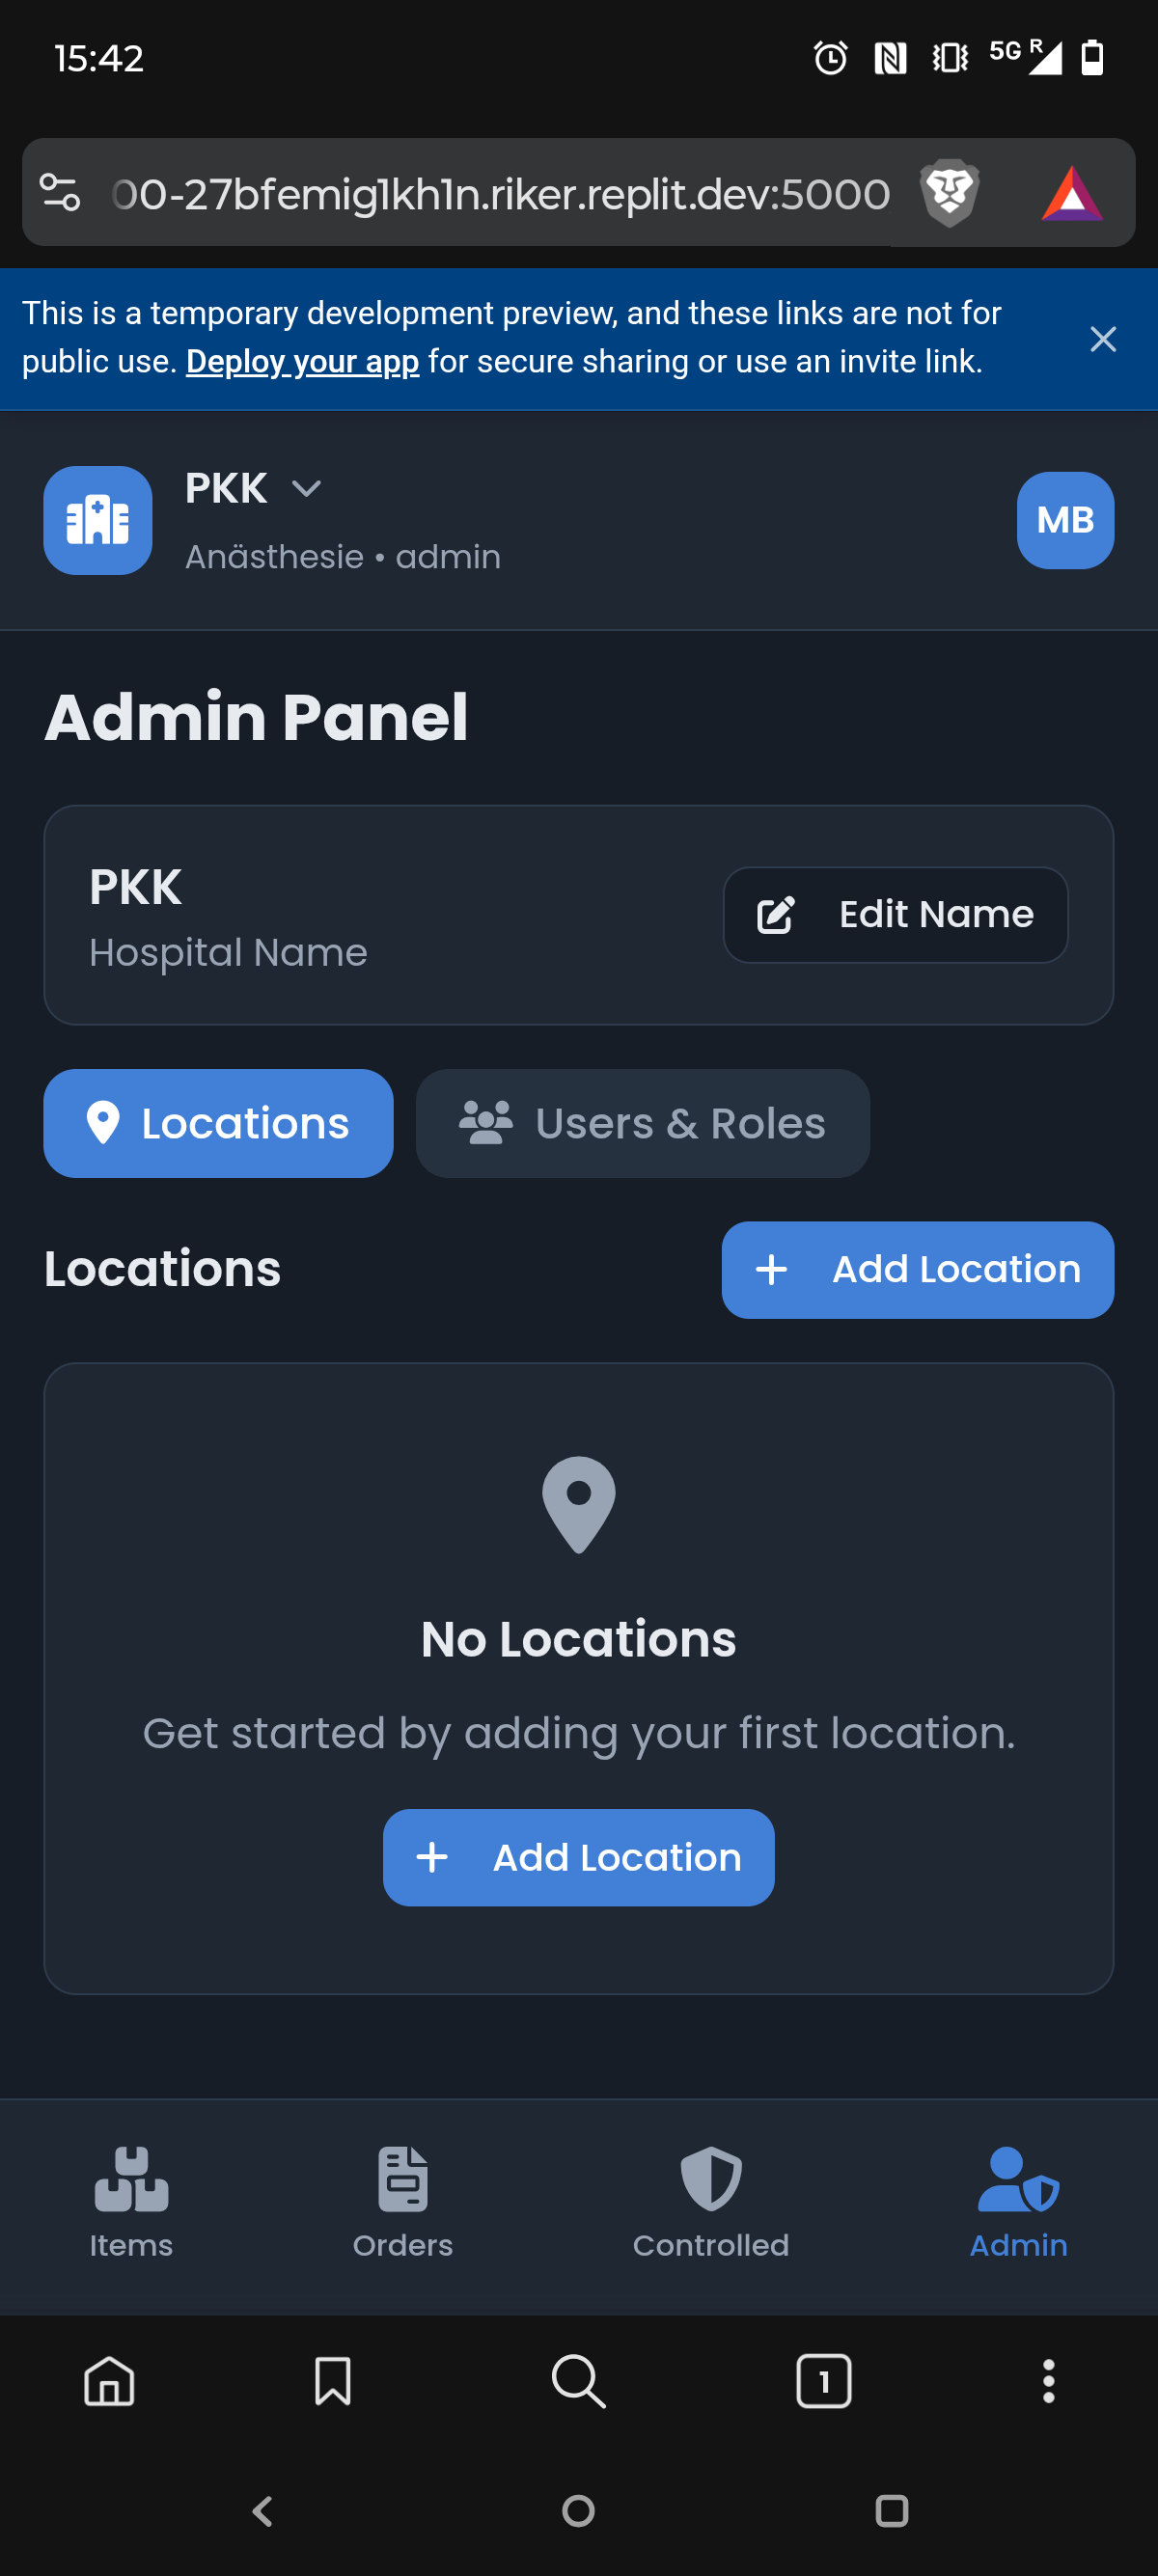 15:42
5G R
00-27bfemig1kh1n.riker.replit.dev:5000
This is a temporary development preview, and these links are not for
public use. Deploy your app for secure sharing or use an invite link.
PKK
Anästhesie • admin
MB
Admin Panel
PKK
Hospital Name
Edit Name
Locations
Users & Roles
Locations
Add Location
No Locations
Get started by adding your first location.
Add Location
Items
Orders
Controlled
Admin
1